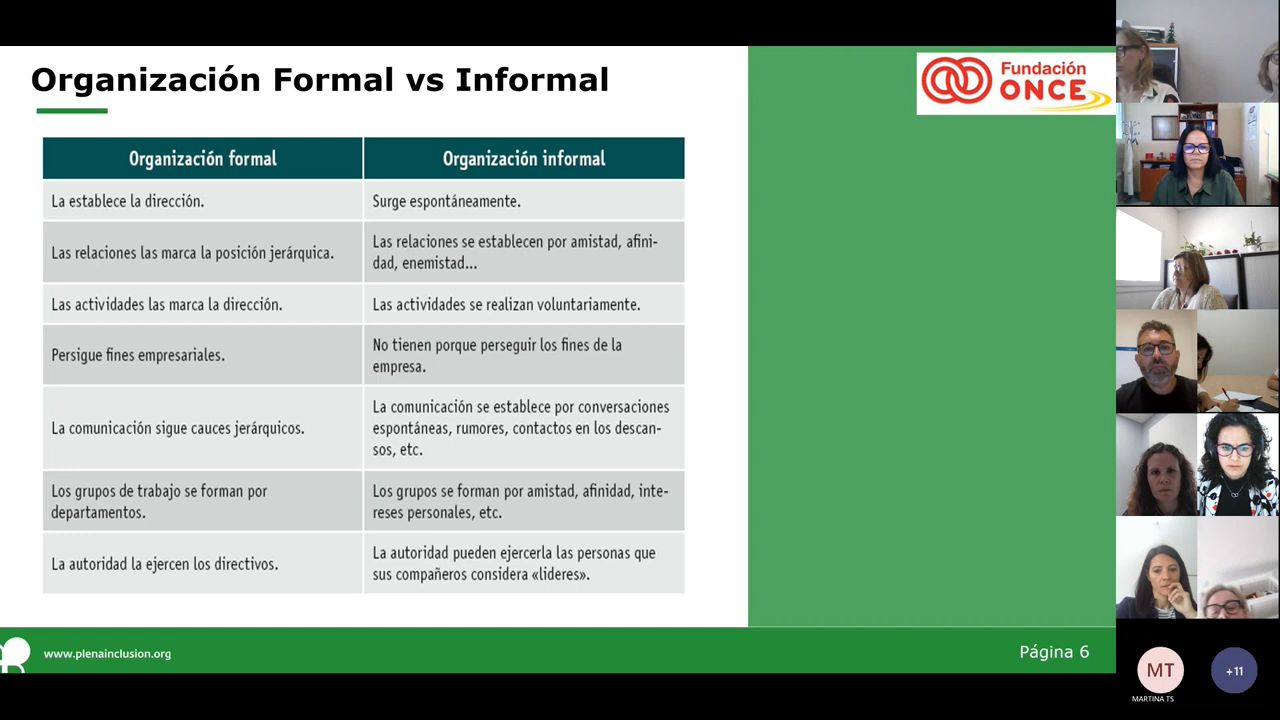 Organización Formal vs Informal
Fundación
ONCE
Organización formal
Organización informal
La establece la dirección.
Surge espontáneamente.
Las relaciones las marca la posición jerárquica.
Las relaciones se establecen por amistad, afini-
dad, enemistad...
Las actividades las marca la dirección.
Las actividades se realizan voluntariamente.
Persigue fines empresariales.
No tienen porque perseguir los fines de la
empresa.
La comunicación sigue cauces jerárquicos.
La comunicación se establece por conversaciones
espontáneas, rumores, contactos en los descan-
sos, etc.
Los grupos de trabajo se forman por
departamentos.
Los grupos se forman por amistad, afinidad, inte-
reses personales, etc.
La autoridad la ejercen los directivos.
La autoridad pueden ejercerla las personas que
sus compañeros considera «lideres».
www.plenainclusion.org
Página 6
MT
MARTINA TS
+11